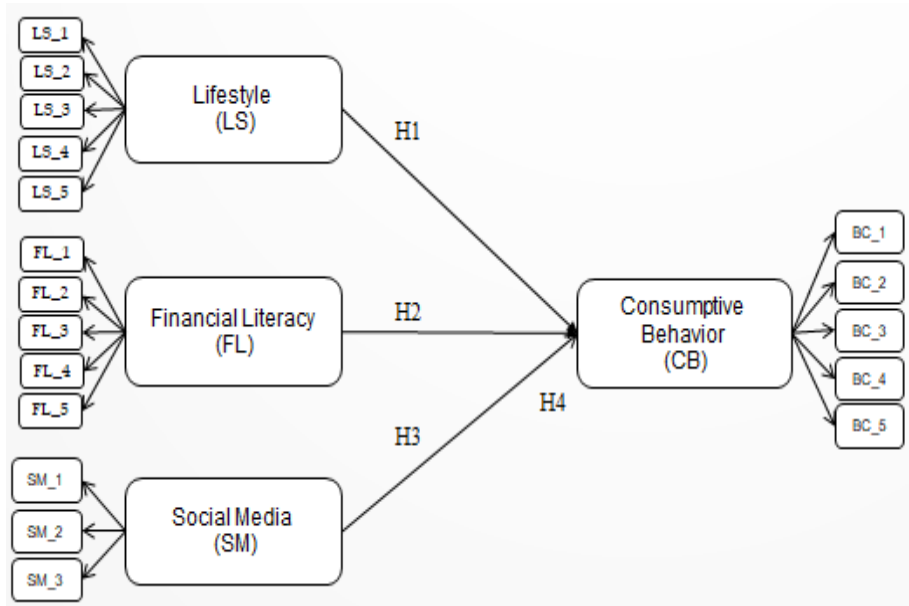 LS_1
LS_2
LS_3
LS_4
LS_5
Lifestyle
(LS)
H1
FL_1
FL_2
FL_3
FL_4
FL_5
Financial Literacy
(FL)
H2
SM_1
SM_2
SM_3
Social Media
(SM)
H3
H4
Consumptive
Behavior
(CB)
BC_1
BC_2
BC_3
BC_4
BC_5